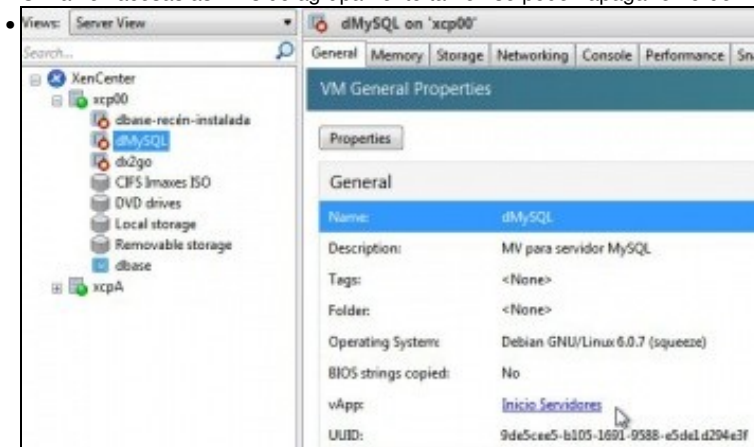 Views: Server View
Search...
XenCenter
xcp00
dbase-recén-instalada
dMySQL
dx2go
CIFS Imaxes ISO
DVD drives
Local storage
Removable storage
dbase
xcpA
dMySQL on 'xcp00'
General Memory Storage Networking Console Performance Sna
VM General Properties
Properties
General
Name: dMySQL
Description: MV para servidor MySQL
Tags: <None>
Folder: <None>
Operating System: Debian GNU/Linux 6.0.7 (squeeze)
BIOS strings copied: No
vApp: Inicio Servidores
UUID: 9de5cee5-b105-1691-9588-e5de1d294e3f